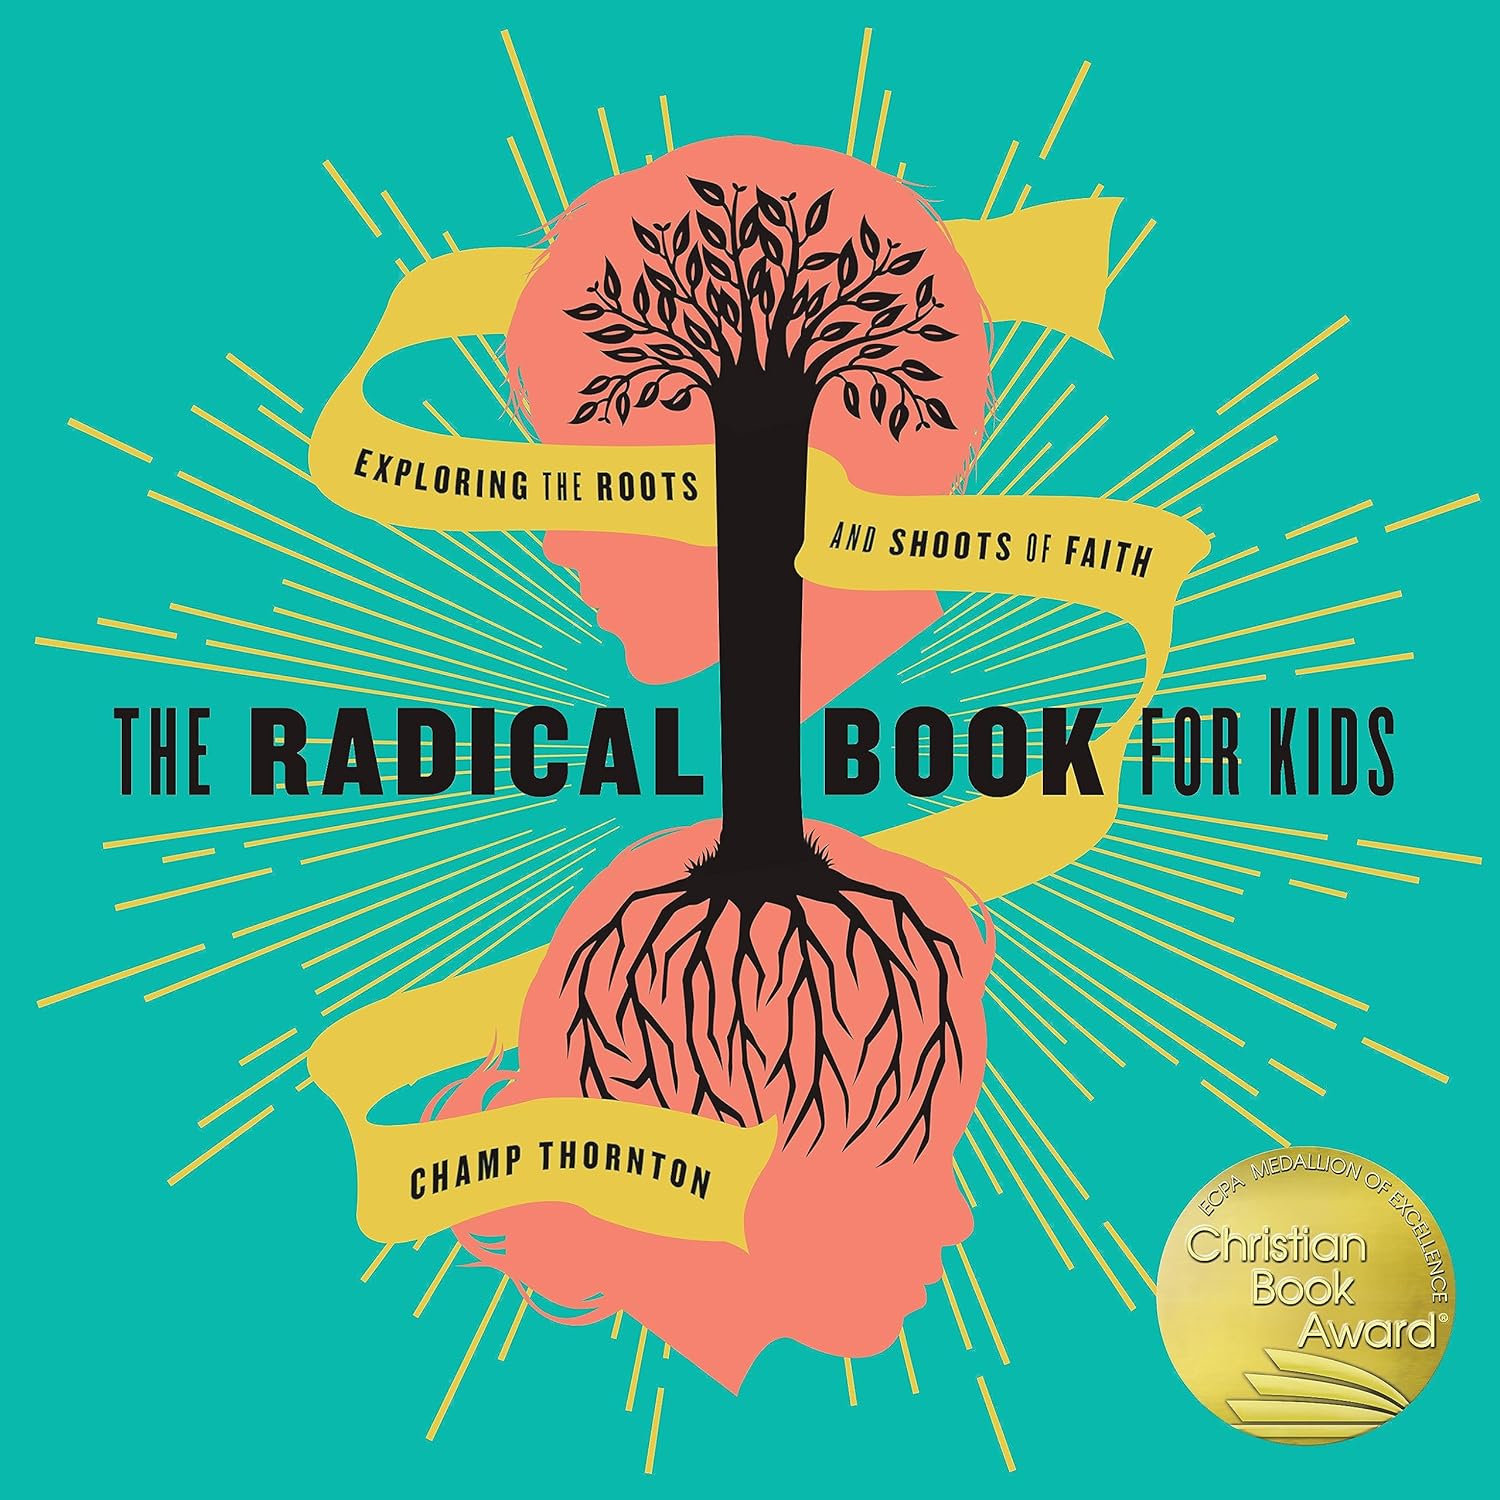 EXPLORING THE ROOTS
AND SHOOTS OF FAITH
THE RADICAL BOOK FOR KIDS
CHAMP THORNTON
ECPA MEDALLION OF EXCELLENCE
Christian
Book
Award®